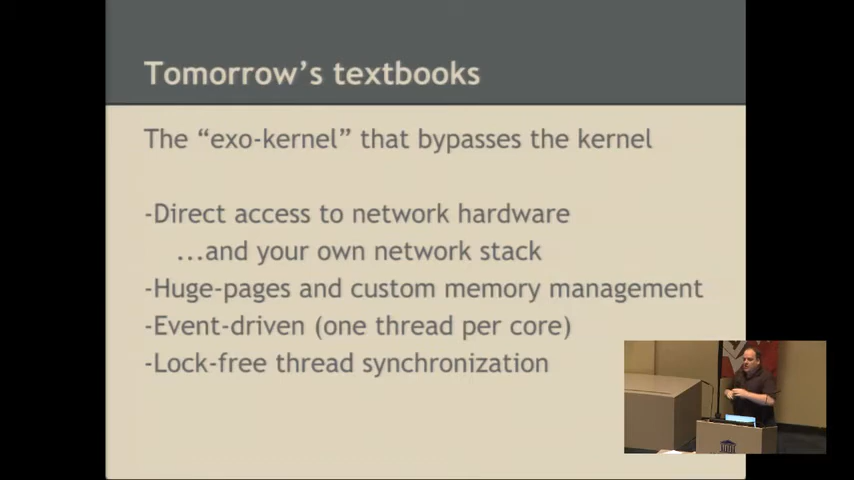 Tomorrow's textbooks
The “exo-kernel” that bypasses the kernel
-Direct access to network hardware
...and your own network stack
-Huge-pages and custom memory management
-Event-driven (one thread per core)
-Lock-free thread synchronization